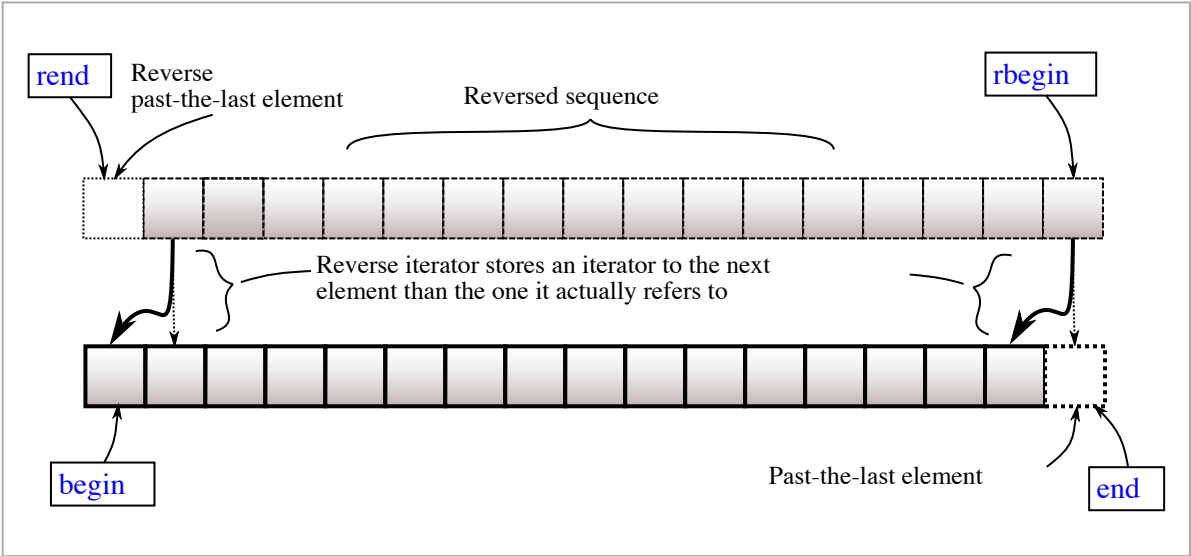 rend
Reverse
past-the-last element
Reversed sequence
rbegin
Reverse iterator stores an iterator to the next
element than the one it actually refers to
begin
Past-the-last element
end